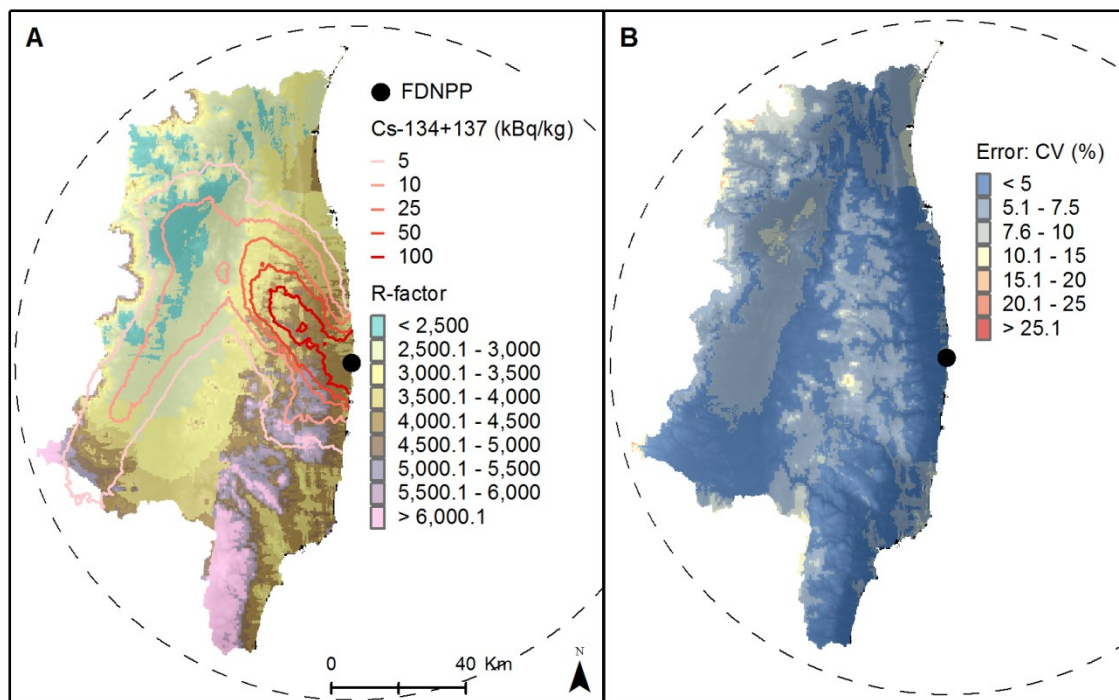 A
FDNPP
Cs-134+137 (kBq/kg)
5
10
25
50
100
R-factor
< 2,500
2,500.1 - 3,000
3,000.1 - 3,500
3,500.1 - 4,000
4,000.1 - 4,500
4,500.1 - 5,000
5,000.1 - 5,500
5,500.1 - 6,000
> 6,000.1
0 40 Km
N
B
Error: CV (%)
< 5
5.1 - 7.5
7.6 - 10
10.1 - 15
15.1 - 20
20.1 - 25
> 25.1